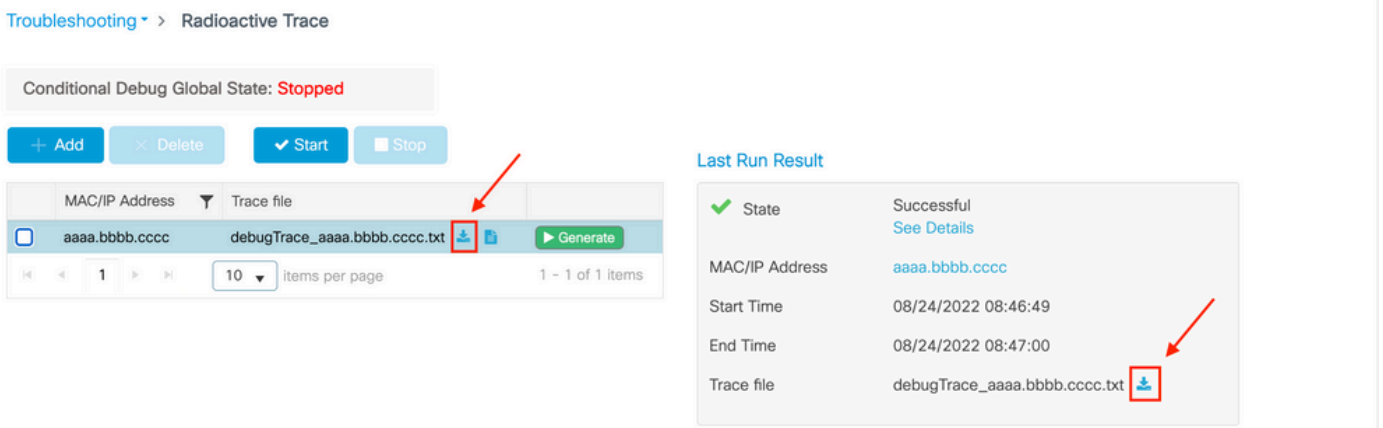 Troubleshooting > Radioactive Trace
Conditional Debug Global State: Stopped
+ Add × Delete ✔ Start Stop
MAC/IP Address Trace file
aaaa.bbbb.cccc debugTrace_aaaa.bbbb.cccc.txt Generate
1 10 items per page 1 - 1 of 1 items
Last Run Result
State Successful
See Details
MAC/IP Address aaaa.bbbb.cccc
Start Time 08/24/2022 08:46:49
End Time 08/24/2022 08:47:00
Trace file debugTrace_aaaa.bbbb.cccc.txt